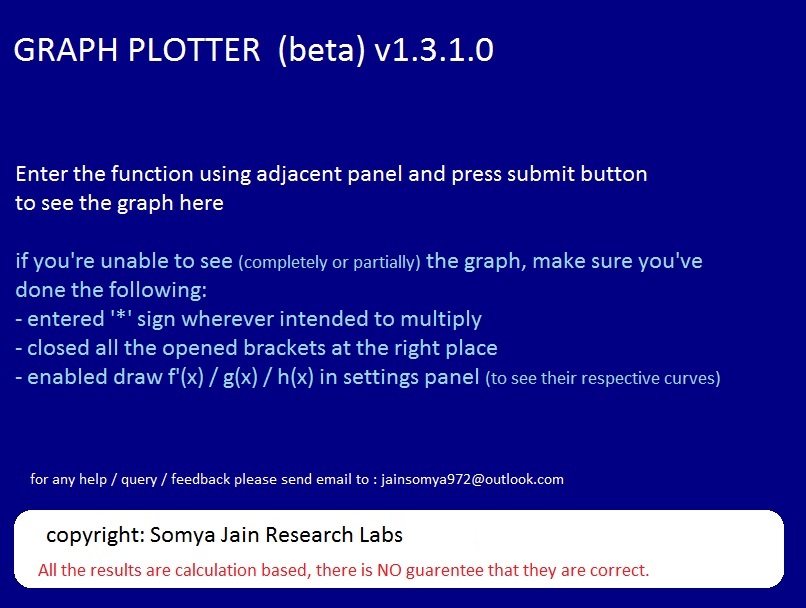 GRAPH PLOTTER (beta) v1.3.1.0
Enter the function using adjacent panel and press submit button
to see the graph here
if you're unable to see (completely or partially) the graph, make sure you've
done the following:
- entered '*' sign wherever intended to multiply
- closed all the opened brackets at the right place
- enabled draw f'(x) / g(x) / h(x) in settings panel (to see their respective curves)
for any help / query / feedback please send email to : jainsomya972@outlook.com
copyright: Somya Jain Research Labs
All the results are calculation based, there is NO guarentee that they are correct.